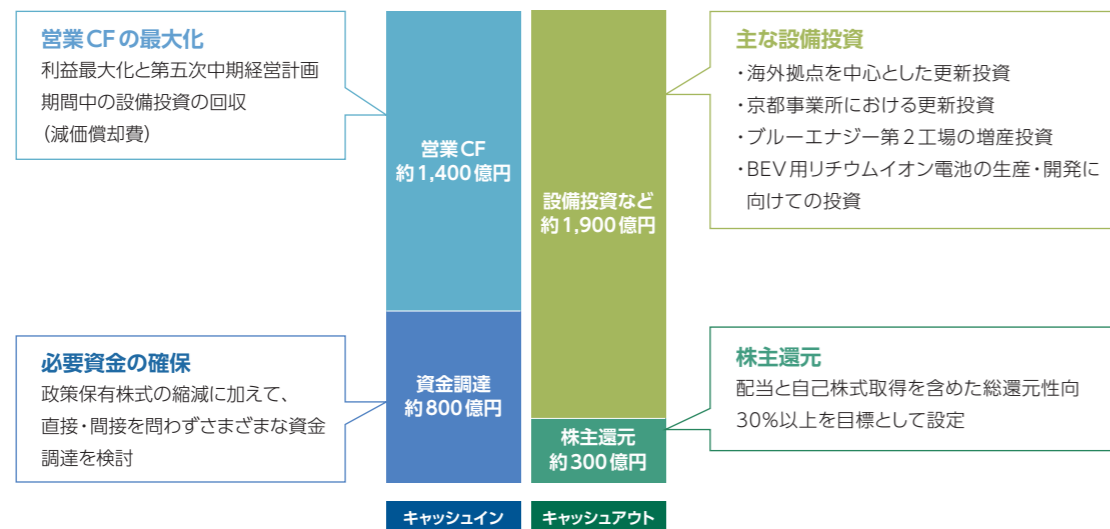 営業CFの最大化
利益最大化と第五次中期経営計画
期間中の設備投資の回収
（減価償却費）
必要資金の確保
政策保有株式の縮減に加えて、
直接・間接を問わずさまざまな資金
調達を検討
営業CF
約1,400億円
資金調達
約800億円
キャッシュイン
設備投資など
約1,900億円
株主還元
約300億円
キャッシュアウト
主な設備投資
・海外拠点を中心とした更新投資
・京都事業所における更新投資
・ブルーエナジー第2工場の増産投資
・BEV用リチウムイオン電池の生産・開発に
向けての投資
株主還元
配当と自己株式取得を含めた総還元性向
30%以上を目標として設定